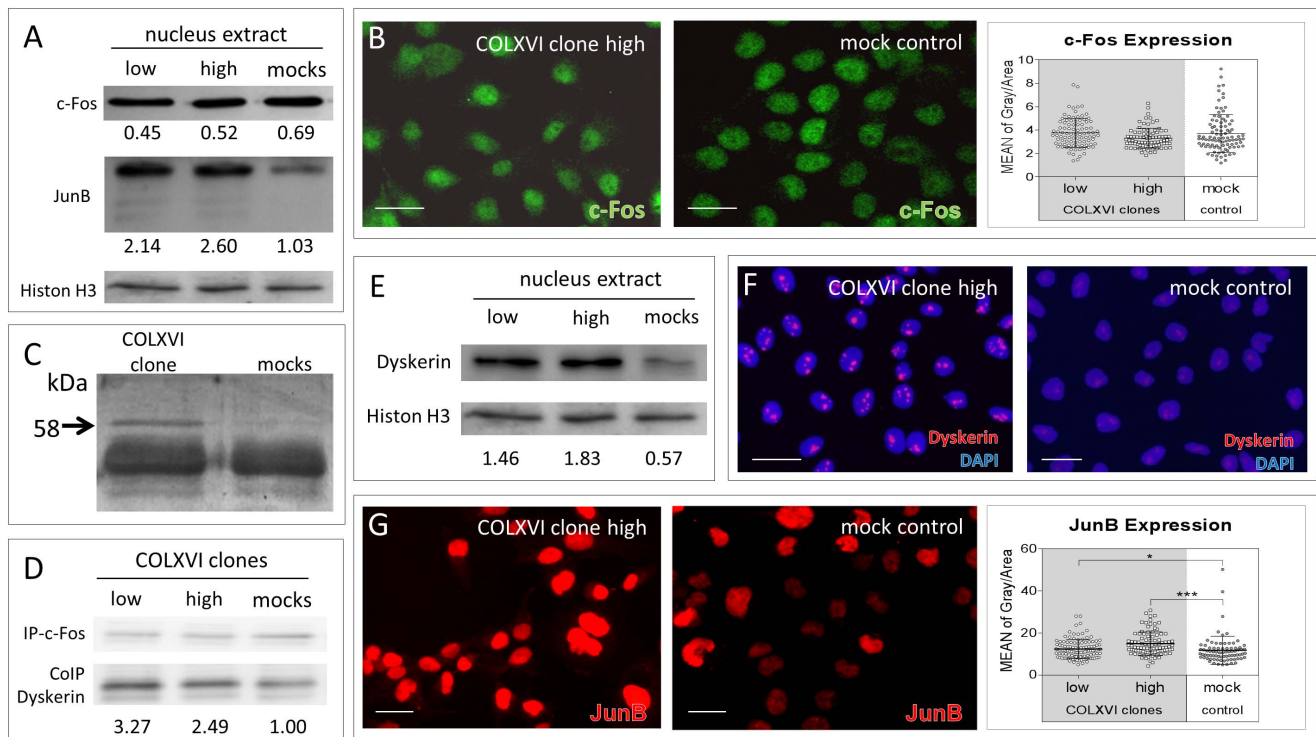 A
nucleus extract
low high mocks
c-Fos
0.45 0.52 0.69
JunB
2.14 2.60 1.03
Histon H3
B
COLXVI clone high
c-Fos
mock control
c-Fos
c-Fos Expression
MEAN of Gray/Area
10
8
6
4
2
0
low high mock
COLXVI clones control
C
COLXVI
clone mocks
kDa
58
D
COLXVI clones
low high mocks
IP-c-Fos
CoIP
Dyskerin
3.27 2.49 1.00
E
nucleus extract
low high mocks
Dyskerin
Histon H3
1.46 1.83 0.57
F
COLXVI clone high
Dyskerin
DAPI
mock control
Dyskerin
DAPI
G
COLXVI clone high
JunB
mock control
JunB
JunB Expression
MEAN of Gray/Area
60
40
20
0
*
***
low high mock
COLXVI clones control